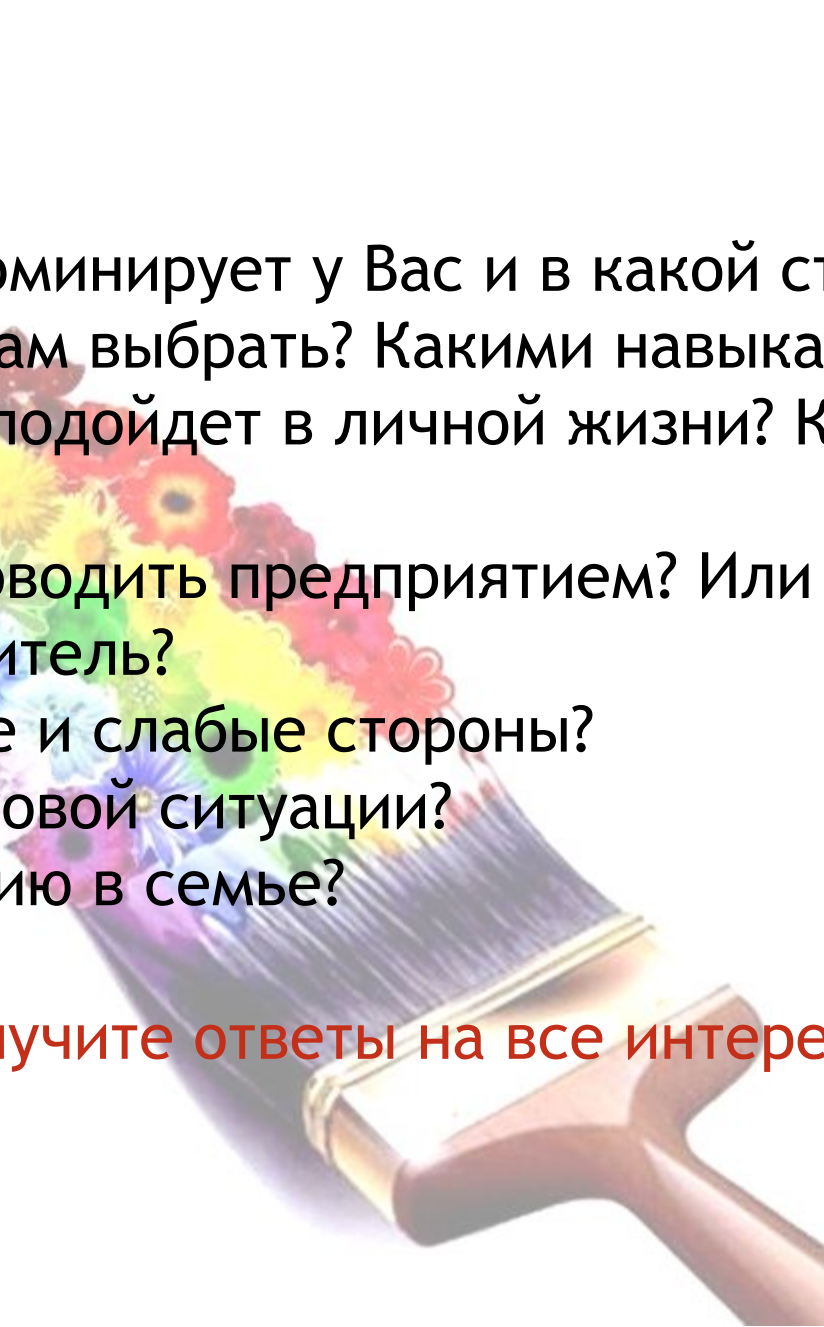 оминирует у Вас и в какой ст
ам выбрать? Какими навыка
подойдет в личной жизни? К
оводить предприятием? Или
итель?
е и слабые стороны?
овой ситуации?
ию в семье?
лучите ответы на все интере